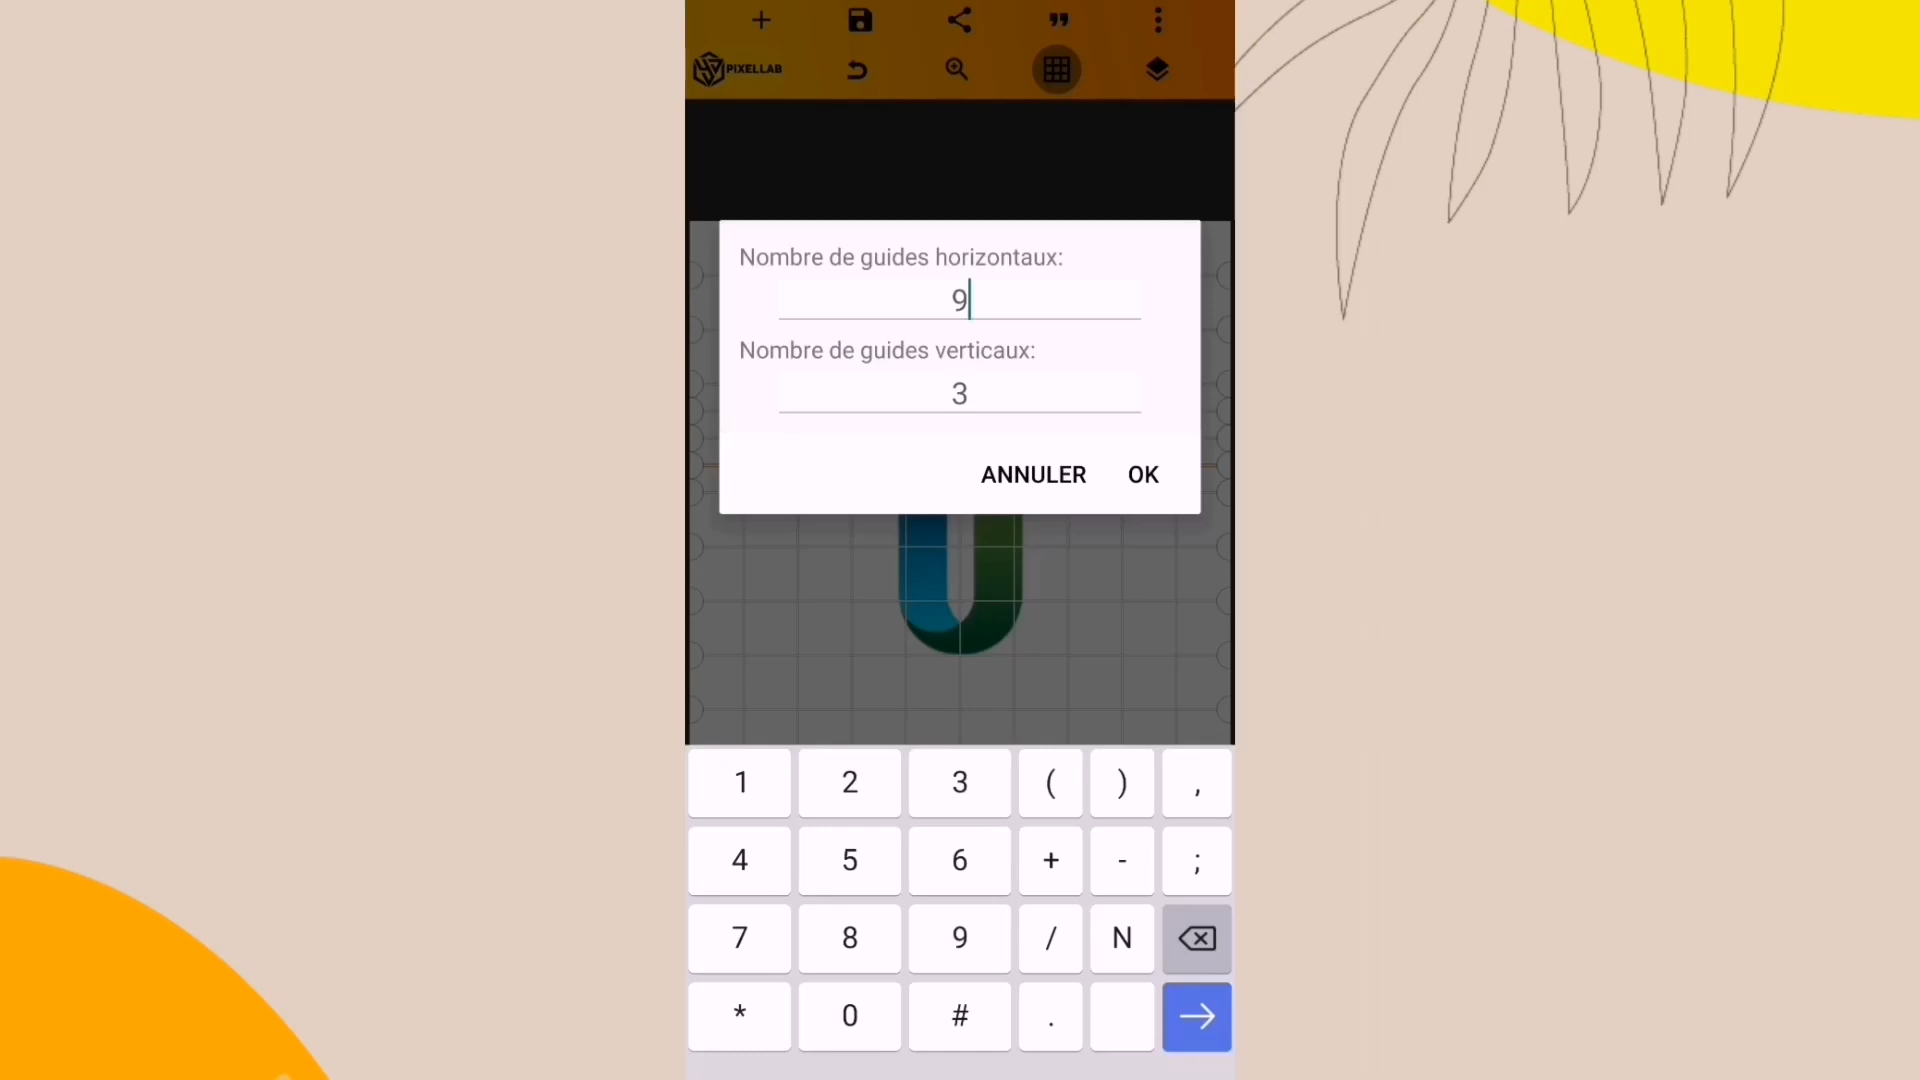 PIXELLAB
Nombre de guides horizontaux:
9
Nombre de guides verticaux:
3
ANNULER OK
1 2 3 ( ) ,
4 5 6 + - ;
7 8 9 / N
* 0 # .